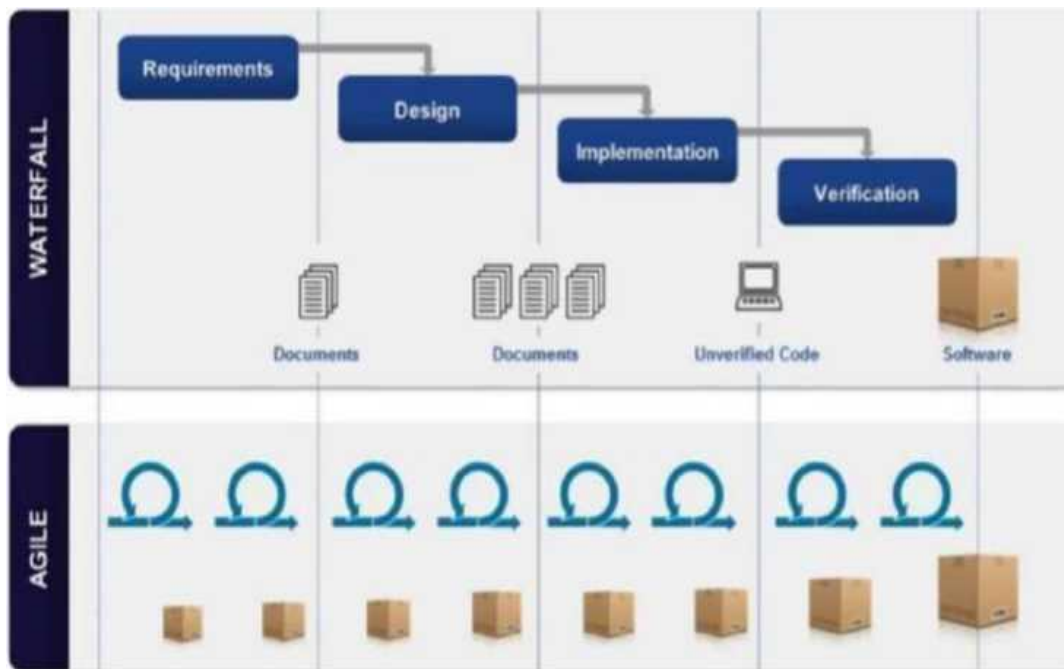 WATERFALL
Requirements
Design
Implementation
Verification
Documents
Documents
Unverified Code
Software
AGILE